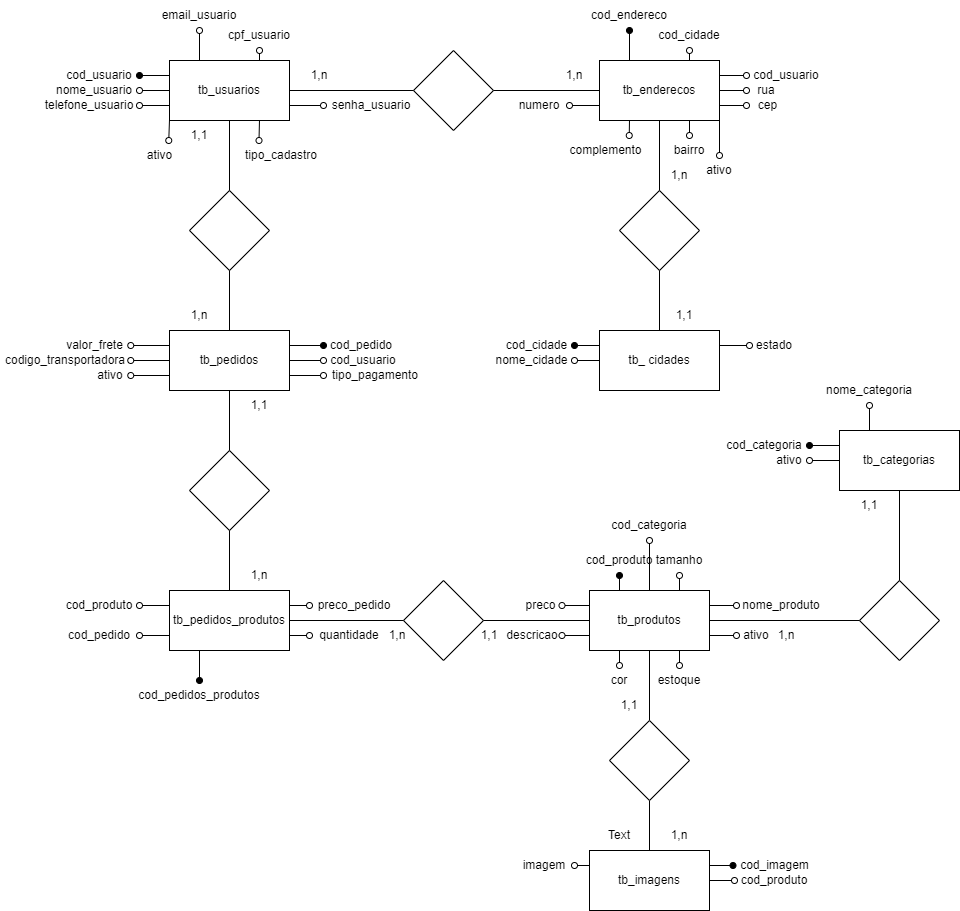 email_usuario
cod_endereco
cpf_usuario
cod_cidade
cod_usuario
1,n
1,n
cod_usuario
nome_usuario
tb_usuarios
tb_enderecos
rua
telefone_usuario
senha_usuario
numero
cep
1,1
ativo
tipo_cadastro
complemento
bairro
ativo
1,n
1,n
1,1
valor_frete
cod_pedido
cod_cidade
estado
codigo_transportadora
tb_pedidos
cod_usuario
nome_cidade
tb_ cidades
ativo
tipo_pagamento
nome_categoria
1,1
cod_categoria
ativo
tb_categorias
1,1
cod_categoria
cod_produto
tamanho
1,n
cod_produto
preco_pedido
preco
nome_produto
tb_pedidos_produtos
tb_produtos
cod_pedido
quantidade
1,n
1,1
descricao
ativo
1,n
cor
estoque
cod_pedidos_produtos
1,1
Text
1,n
imagem
cod_imagem
tb_imagens
cod_produto